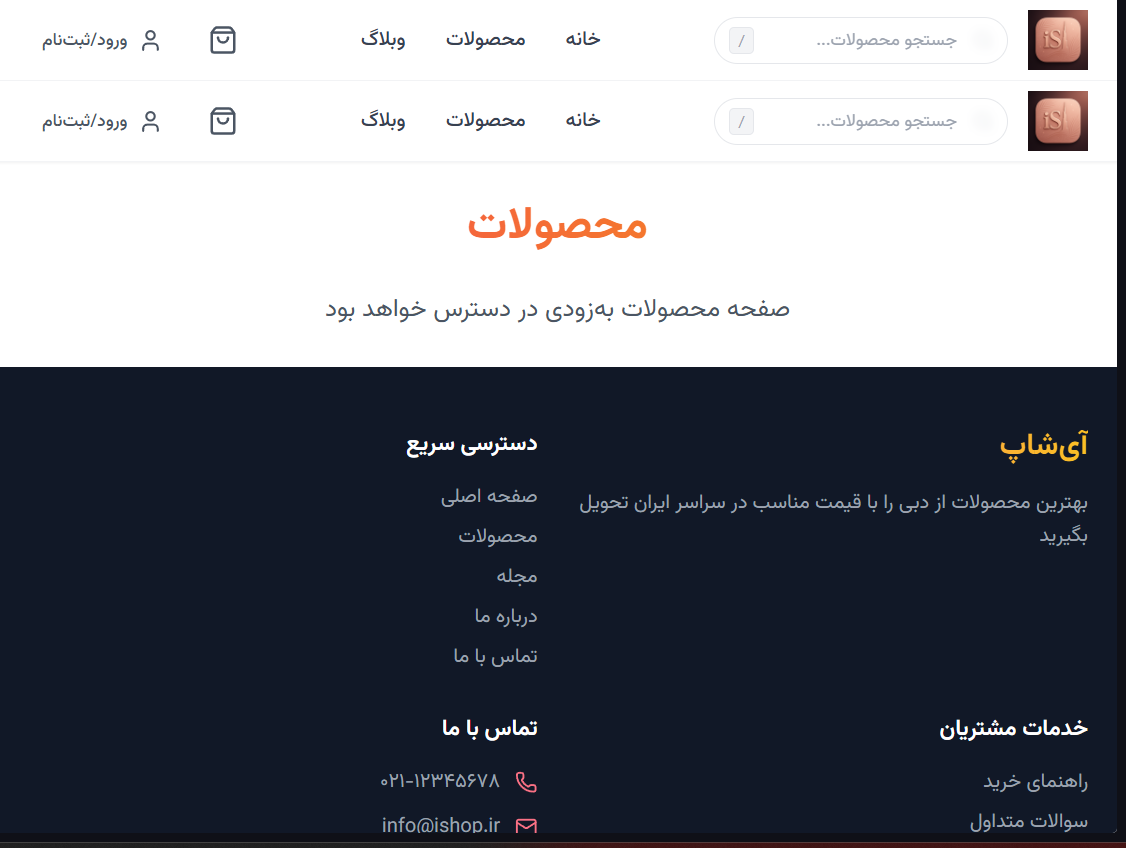 iS
جستجو محصولات...
/
خانه
محصولات
وبلاگ
ورود/ثبت‌نام
iS
جستجو محصولات...
/
خانه
محصولات
وبلاگ
ورود/ثبت‌نام
محصولات
صفحه محصولات به‌زودی در دسترس خواهد بود
آی‌شاپ
بهترین محصولات از دبی را با قیمت مناسب در سراسر ایران تحویل
بگیرید
دسترسی سریع
صفحه اصلی
محصولات
مجله
درباره ما
تماس با ما
خدمات مشتریان
راهنمای خرید
سوالات متداول
تماس با ما
۰۲۱-۱۲۳۴۵۶۷۸
info@ishop.ir